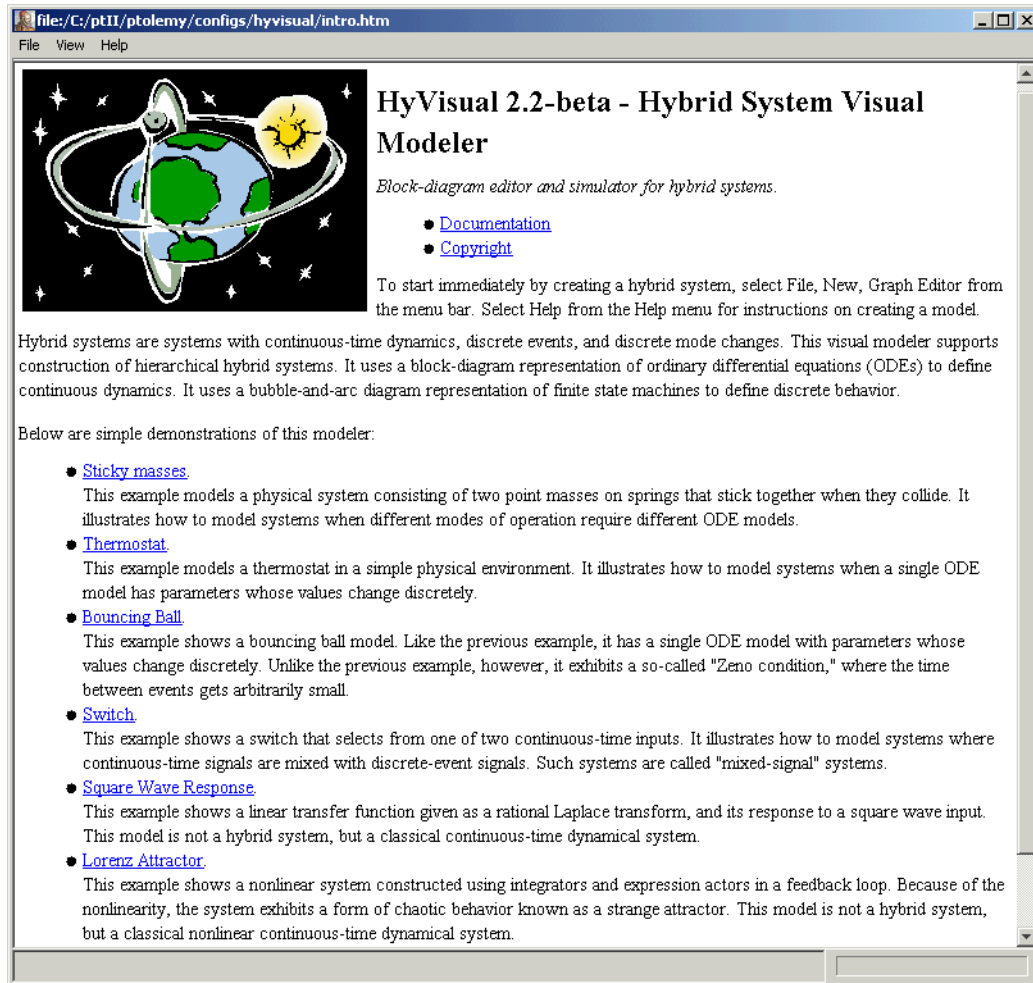 file:/C:/ptII/ptolemy/configs/hyvisual/intro.htm
File View Help
HyVisual 2.2-beta - Hybrid System Visual
Modeler
Block-diagram editor and simulator for hybrid systems.
Documentation
Copyright
To start immediately by creating a hybrid system, select File, New, Graph Editor from
the menu bar. Select Help from the Help menu for instructions on creating a model.
Hybrid systems are systems with continuous-time dynamics, discrete events, and discrete mode changes. This visual modeler supports
construction of hierarchical hybrid systems. It uses a block-diagram representation of ordinary differential equations (ODEs) to define
continuous dynamics. It uses a bubble-and-arc diagram representation of finite state machines to define discrete behavior.
Below are simple demonstrations of this modeler:
Sticky masses.
This example models a physical system consisting of two point masses on springs that stick together when they collide. It
illustrates how to model systems when different modes of operation require different ODE models.
Thermostat.
This example models a thermostat in a simple physical environment. It illustrates how to model systems when a single ODE
model has parameters whose values change discretely.
Bouncing Ball.
This example shows a bouncing ball model. Like the previous example, it has a single ODE model with parameters whose
values change discretely. Unlike the previous example, however, it exhibits a so-called "Zeno condition," where the time
between events gets arbitrarily small.
Switch.
This example shows a switch that selects from one of two continuous-time inputs. It illustrates how to model systems where
continuous-time signals are mixed with discrete-event signals. Such systems are called "mixed-signal" systems.
Square Wave Response.
This example shows a linear transfer function given as a rational Laplace transform, and its response to a square wave input.
This model is not a hybrid system, but a classical continuous-time dynamical system.
Lorenz Attractor.
This example shows a nonlinear system constructed using integrators and expression actors in a feedback loop. Because of the
nonlinearity, the system exhibits a form of chaotic behavior known as a strange attractor. This model is not a hybrid system,
but a classical nonlinear continuous-time dynamical system.